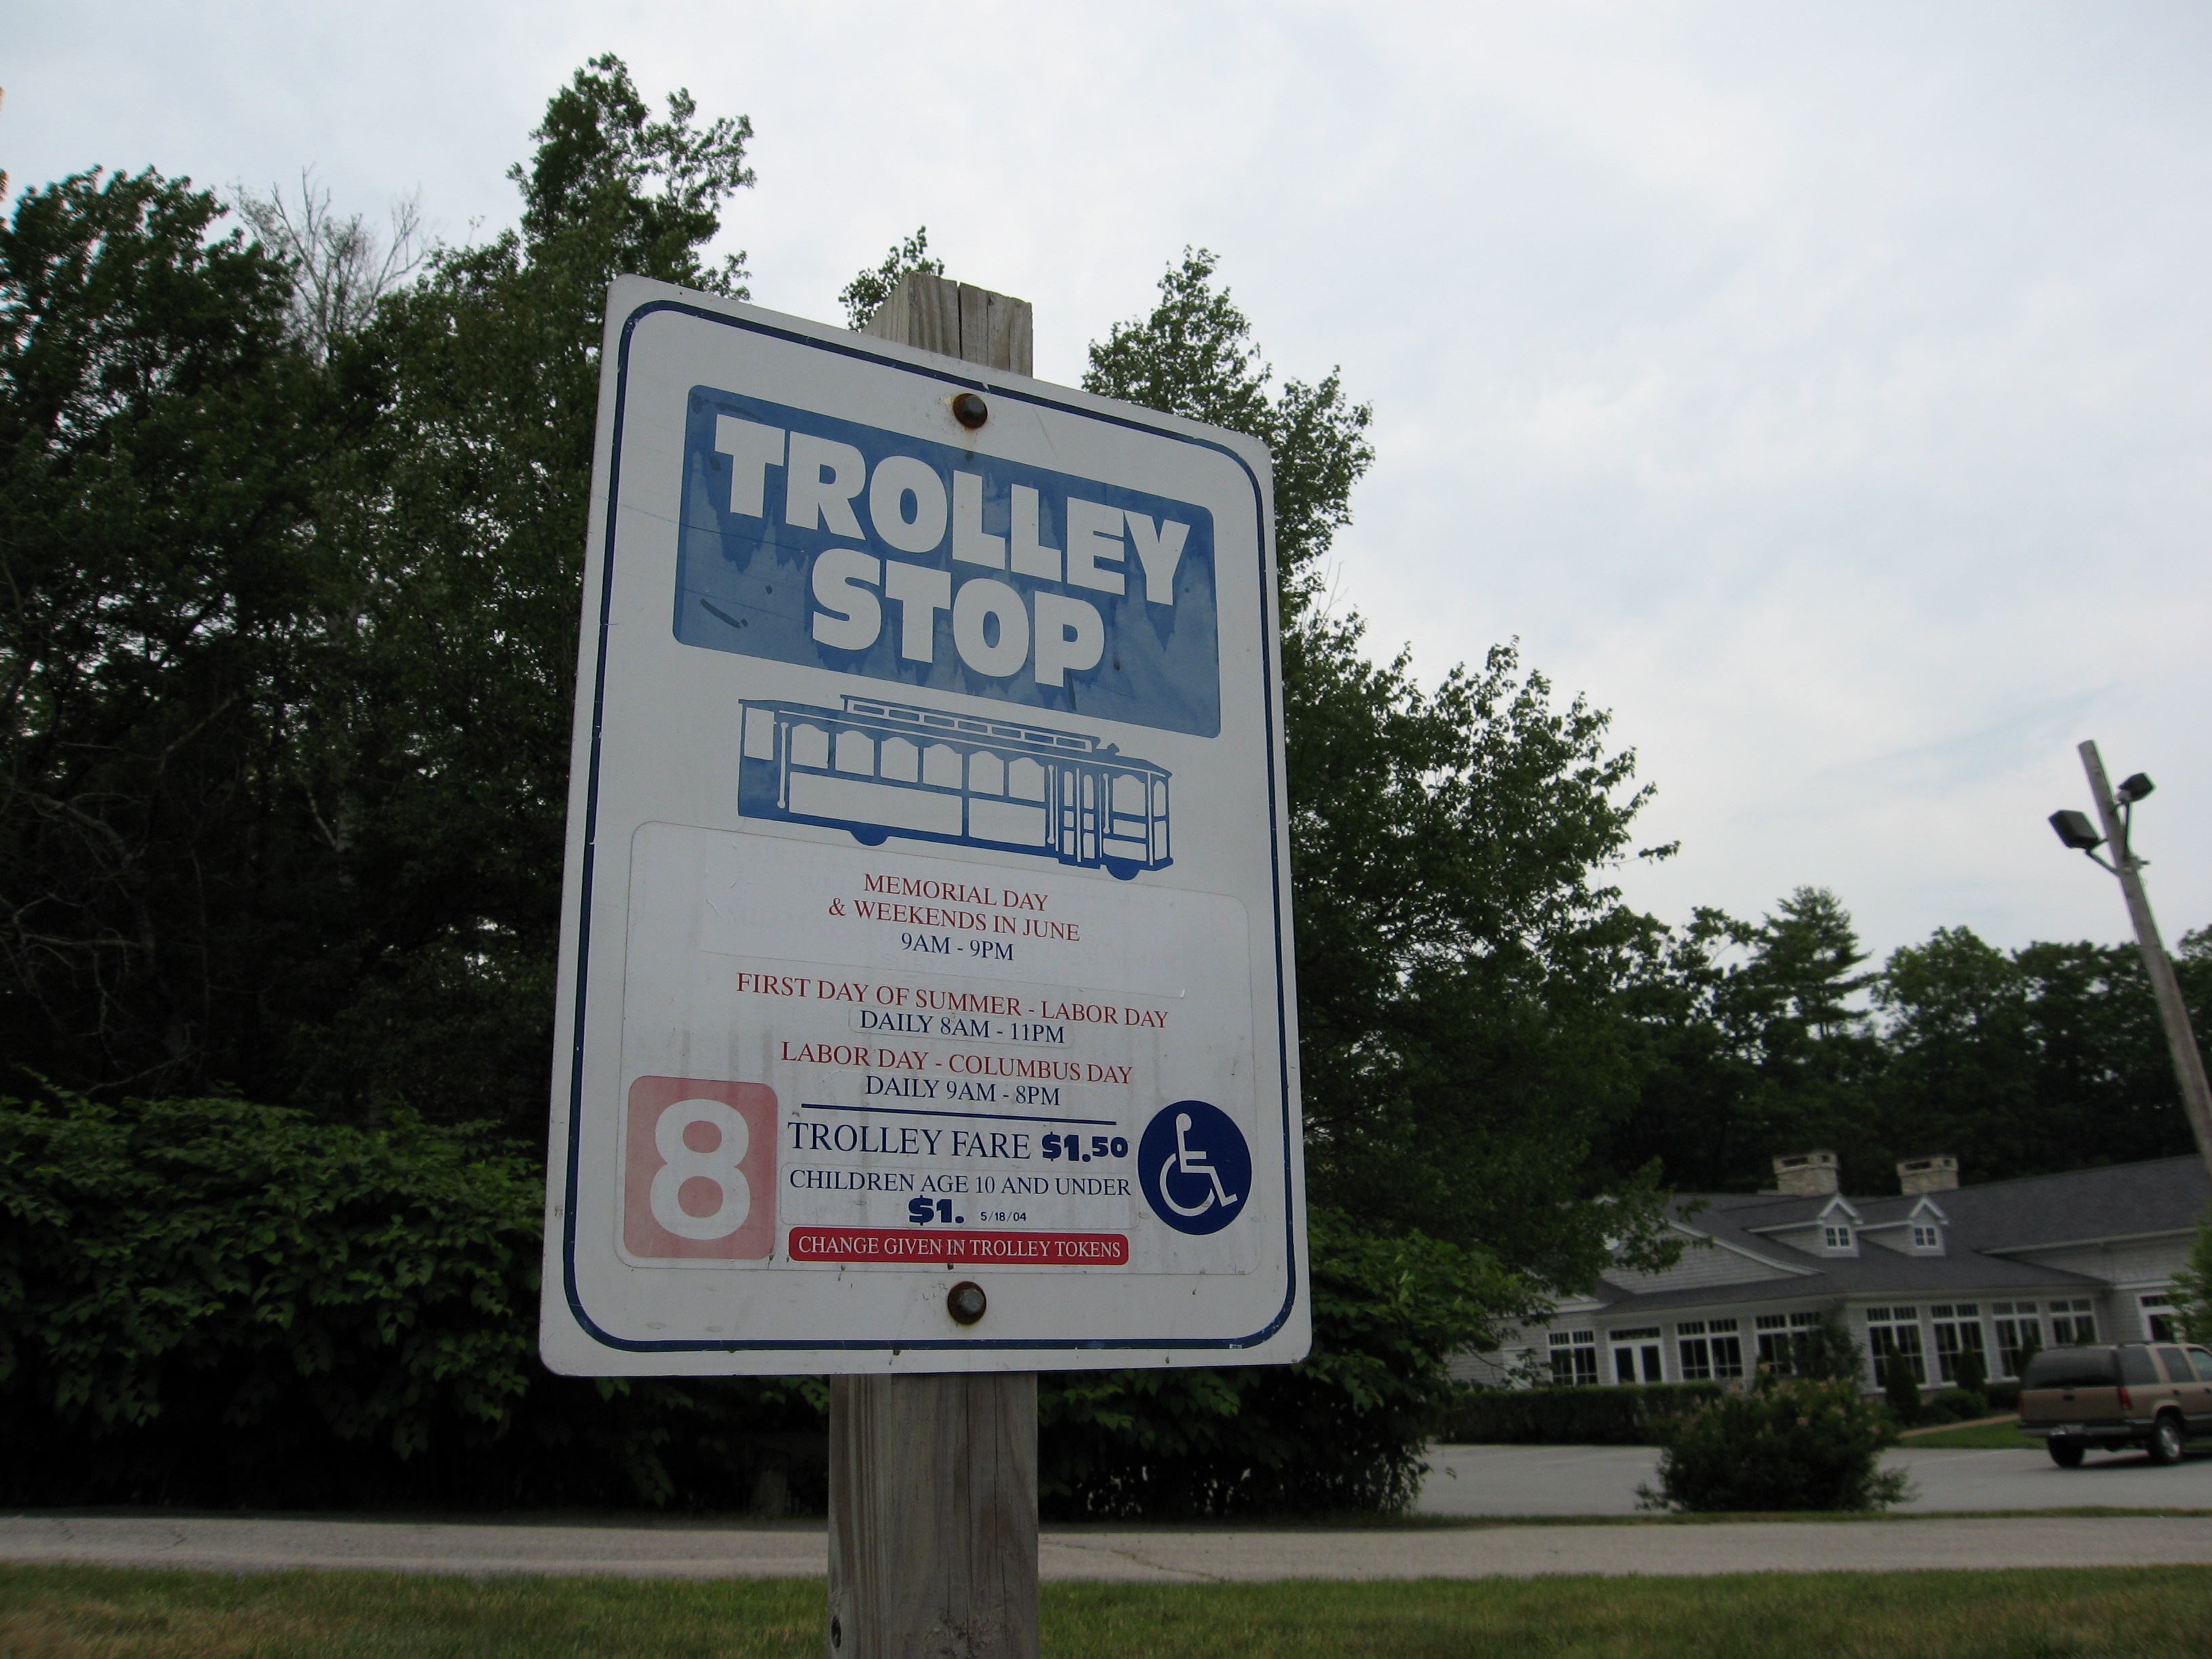 TROLLEY
STOP
MEMORIAL DAY
& WEEKENDS IN JUNE
9AM - 9PM
FIRST DAY OF SUMMER - LABOR DAY
DAILY 8AM - 11PM
LABOR DAY - COLUMBUS DAY
DAILY 9AM - 8PM
8
TROLLEY FARE $1.50
CHILDREN AGE 10 AND UNDER
$1. 5/18/04
CHANGE GIVEN IN TROLLEY TOKENS